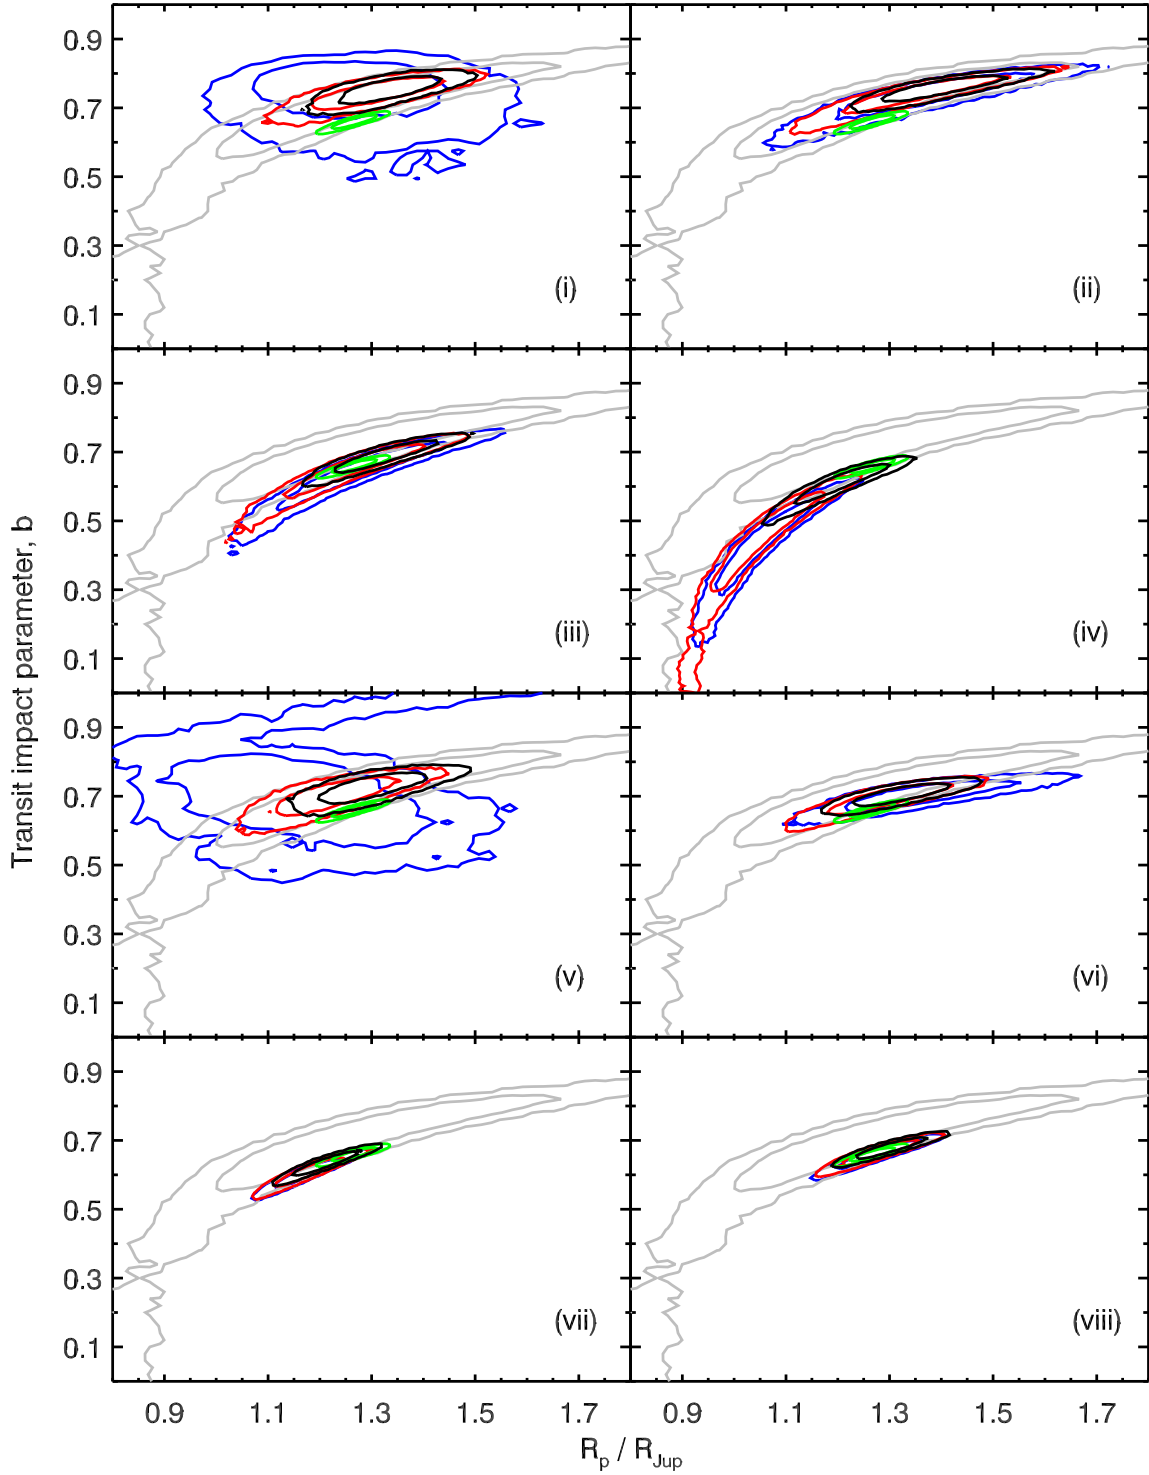 0.9
0.7
0.5
0.3
0.1
(i)
(ii)
0.9
0.7
0.5
0.3
0.1
(iii)
(iv)
Transit impact parameter, b
0.9
0.7
0.5
0.3
0.1
(v)
(vi)
0.9
0.7
0.5
0.3
0.1
(vii)
(viii)
0.9 1.1 1.3 1.5 1.7 0.9 1.1 1.3 1.5 1.7
Rp / RJup